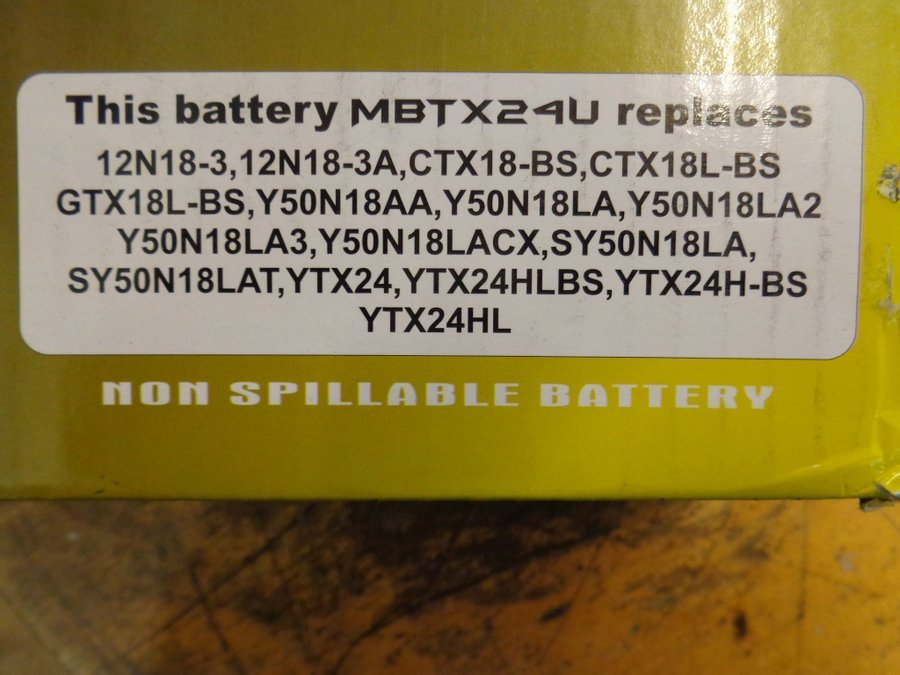 This battery MBTX24U replaces
12N18-3,12N18-3A,CTX18-BS,CTX18L-BS
GTX18L-BS,Y50N18AA,Y50N18LA,Y50N18LA2
Y50N18LA3,Y50N18LACX,SY50N18LA,
SY50N18LAT,YTX24,YTX24HLBS,YTX24H-BS
YTX24HL
NON SPILLABLE BATTERY